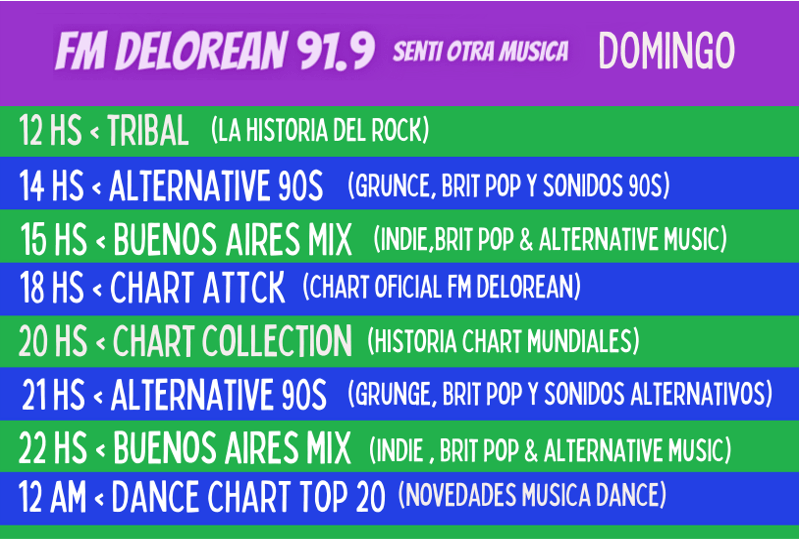 FM DELOREAN 91.9 SENTI OTRA MUSICA DOMINGO
12 HS < TRIBAL (LA HISTORIA DEL ROCK)
14 HS < ALTERNATIVE 90S (GRUNCE, BRIT POP Y SONIDOS 90S)
15 HS < BUENOS AIRES MIX (INDIE,BRIT POP & ALTERNATIVE MUSIC)
18 HS < CHART ATTCK (CHART OFICIAL FM DELOREAN)
20 HS < CHART COLLECTION (HISTORIA CHART MUNDIALES)
21 HS < ALTERNATIVE 90S (GRUNGE, BRIT POP Y SONIDOS ALTERNATIVOS)
22 HS < BUENOS AIRES MIX (INDIE , BRIT POP & ALTERNATIVE MUSIC)
12 AM < DANCE CHART TOP 20 (NOVEDADES MUSICA DANCE)